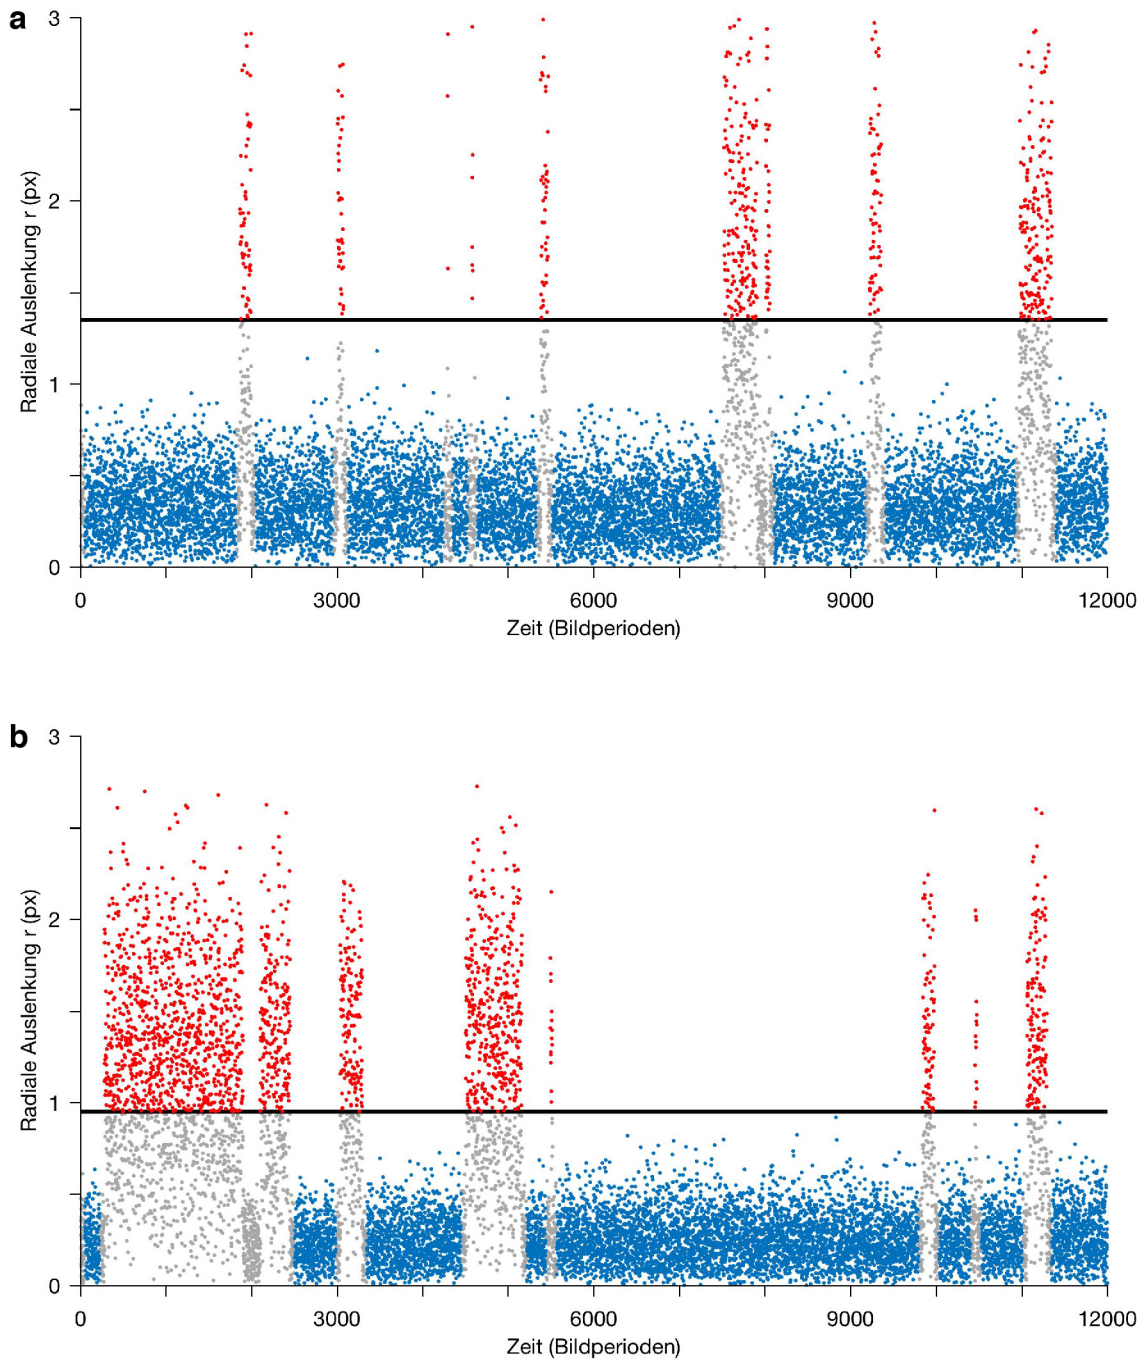 a
3
2
1
0
Radiale Auslenkung r (px)
0 3000 6000 9000 12000
Zeit (Bildperioden)
b
3
2
1
0
Radiale Auslenkung r (px)
0 3000 6000 9000 12000
Zeit (Bildperioden)